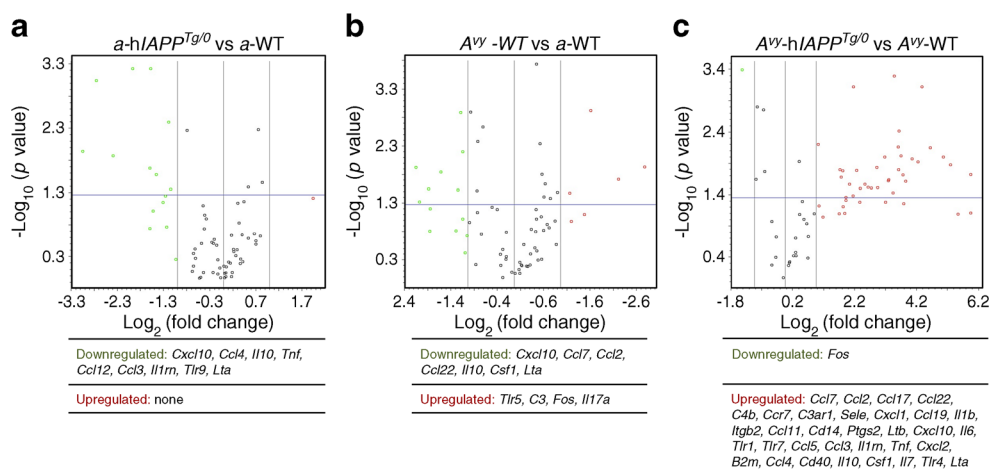 a
a-hIAPP^Tg/0 vs a-WT
3.3
2.3
1.3
0.3
-Log10 (p value)
-3.3 -2.3 -1.3 -0.3 0.7 1.7
Log2 (fold change)
Downregulated: Cxcl10, Ccl4, Il10, Tnf,
Ccl12, Ccl3, Il1rn, Tlr9, Lta
Upregulated: none
b
A^vy -WT vs a-WT
3.3
2.3
1.3
0.3
-Log10 (p value)
2.4 1.4 -0.4 -0.6 -1.6 -2.6
Log2 (fold change)
Downregulated: Cxcl10, Ccl7, Ccl2,
Ccl22, Il10, Csf1, Lta
Upregulated: Tlr5, C3, Fos, Il17a
c
A^vy-hIAPP^Tg/0 vs A^vy-WT
3.4
2.4
1.4
0.4
-Log10 (p value)
-1.8 0.2 2.2 4.2 6.2
Log2 (fold change)
Downregulated: Fos
Upregulated: Ccl7, Ccl2, Ccl17, Ccl22,
C4b, Ccr7, C3ar1, Sele, Cxcl1, Ccl19, Il1b,
Itgb2, Ccl11, Cd14, Ptgs2, Ltb, Cxcl10, Il6,
Tlr1, Tlr7, Ccl5, Ccl3, Il1rn, Tnf, Cxcl2,
B2m, Ccl4, Cd40, Il10, Csf1, Il7, Tlr4, Lta